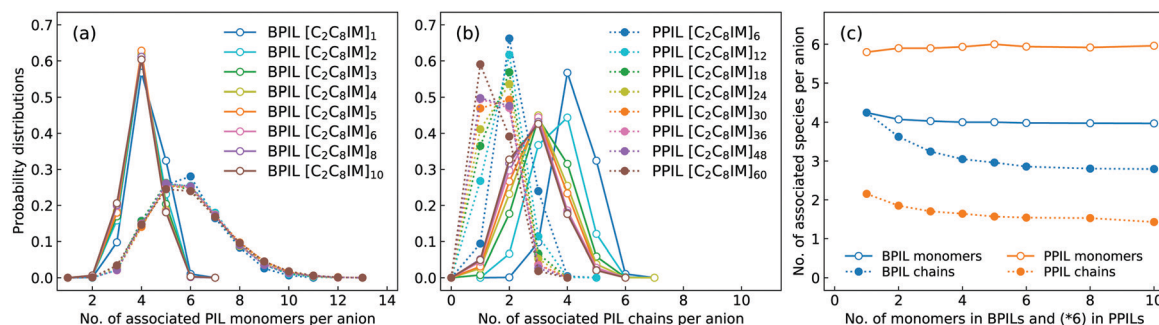 (a)
Probability distributions
0.7
0.6
0.5
0.4
0.3
0.2
0.1
0.0
2 4 6 8 10 12 14
No. of associated PIL monomers per anion
BPIL [C₂C₈IM]₁
BPIL [C₂C₈IM]₂
BPIL [C₂C₈IM]₃
BPIL [C₂C₈IM]₄
BPIL [C₂C₈IM]₅
BPIL [C₂C₈IM]₆
BPIL [C₂C₈IM]₈
BPIL [C₂C₈IM]₁₀
(b)
0.7
0.6
0.5
0.4
0.3
0.2
0.1
0.0
0 2 4 6 8 10
No. of associated PIL chains per anion
PPIL [C₂C₈IM]₆
PPIL [C₂C₈IM]₁₂
PPIL [C₂C₈IM]₁₈
PPIL [C₂C₈IM]₂₄
PPIL [C₂C₈IM]₃₀
PPIL [C₂C₈IM]₃₆
PPIL [C₂C₈IM]₄₈
PPIL [C₂C₈IM]₆₀
(c)
No. of associated species per anion
6
5
4
3
2
1
0
BPIL monomers
BPIL chains
PPIL monomers
PPIL chains
0 2 4 6 8 10
No. of monomers in BPILs and (*6) in PPILs